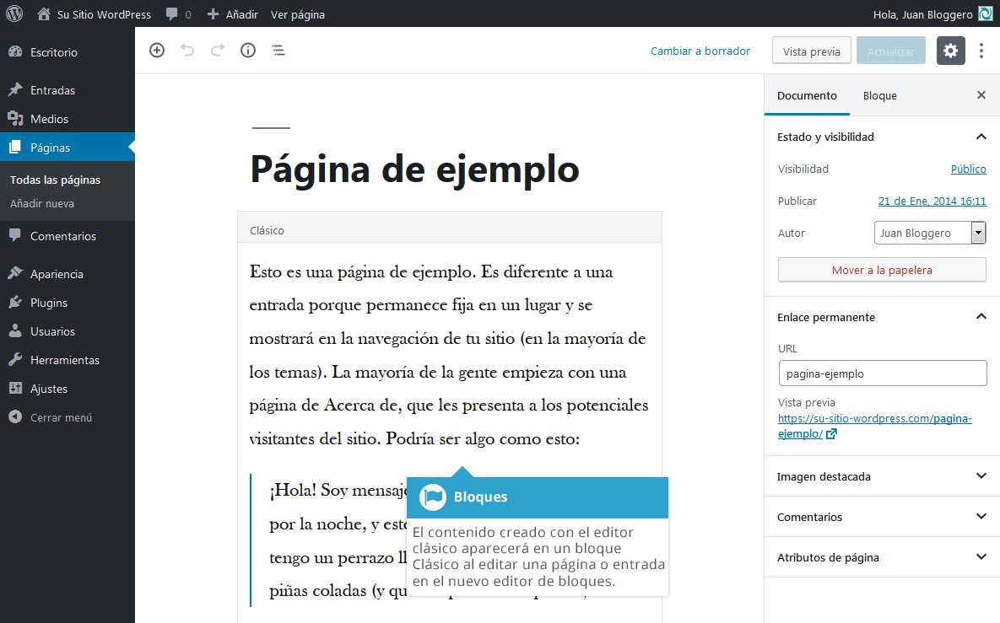 Su Sitio WordPress 0 Añadir Ver página Hola, Juan Bloggero
Escritorio
Entradas
Medios
Páginas
Todas las páginas
Añadir nueva
Comentarios
Apariencia
Plugins
Usuarios
Herramientas
Ajustes
Cerrar menú
Cambiar a borrador Vista previa Actualizar
Página de ejemplo
Clásico
Esto es una página de ejemplo. Es diferente a una
entrada porque permanece fija en un lugar y se
mostrará en la navegación de tu sitio (en la mayoría de
los temas). La mayoría de la gente empieza con una
página de Acerca de, que les presenta a los potenciales
visitantes del sitio. Podría ser algo como esto:
¡Hola! Soy
por la noche, y
tengo un perrazo
piñas coladas (y
Bloques
El contenido creado con el editor
clásico aparecerá en un bloque
Clásico al editar una página o entrada
en el nuevo editor de bloques.
Documento Bloque
Estado y visibilidad
Visibilidad Público
Publicar 21 de Ene, 2014 16:11
Autor Juan Bloggero
Mover a la papelera
Enlace permanente
URL
pagina-ejemplo
Vista previa
https://su-sitio-wordpress.com/pagina-
ejemplo/
Imagen destacada
Comentarios
Atributos de página